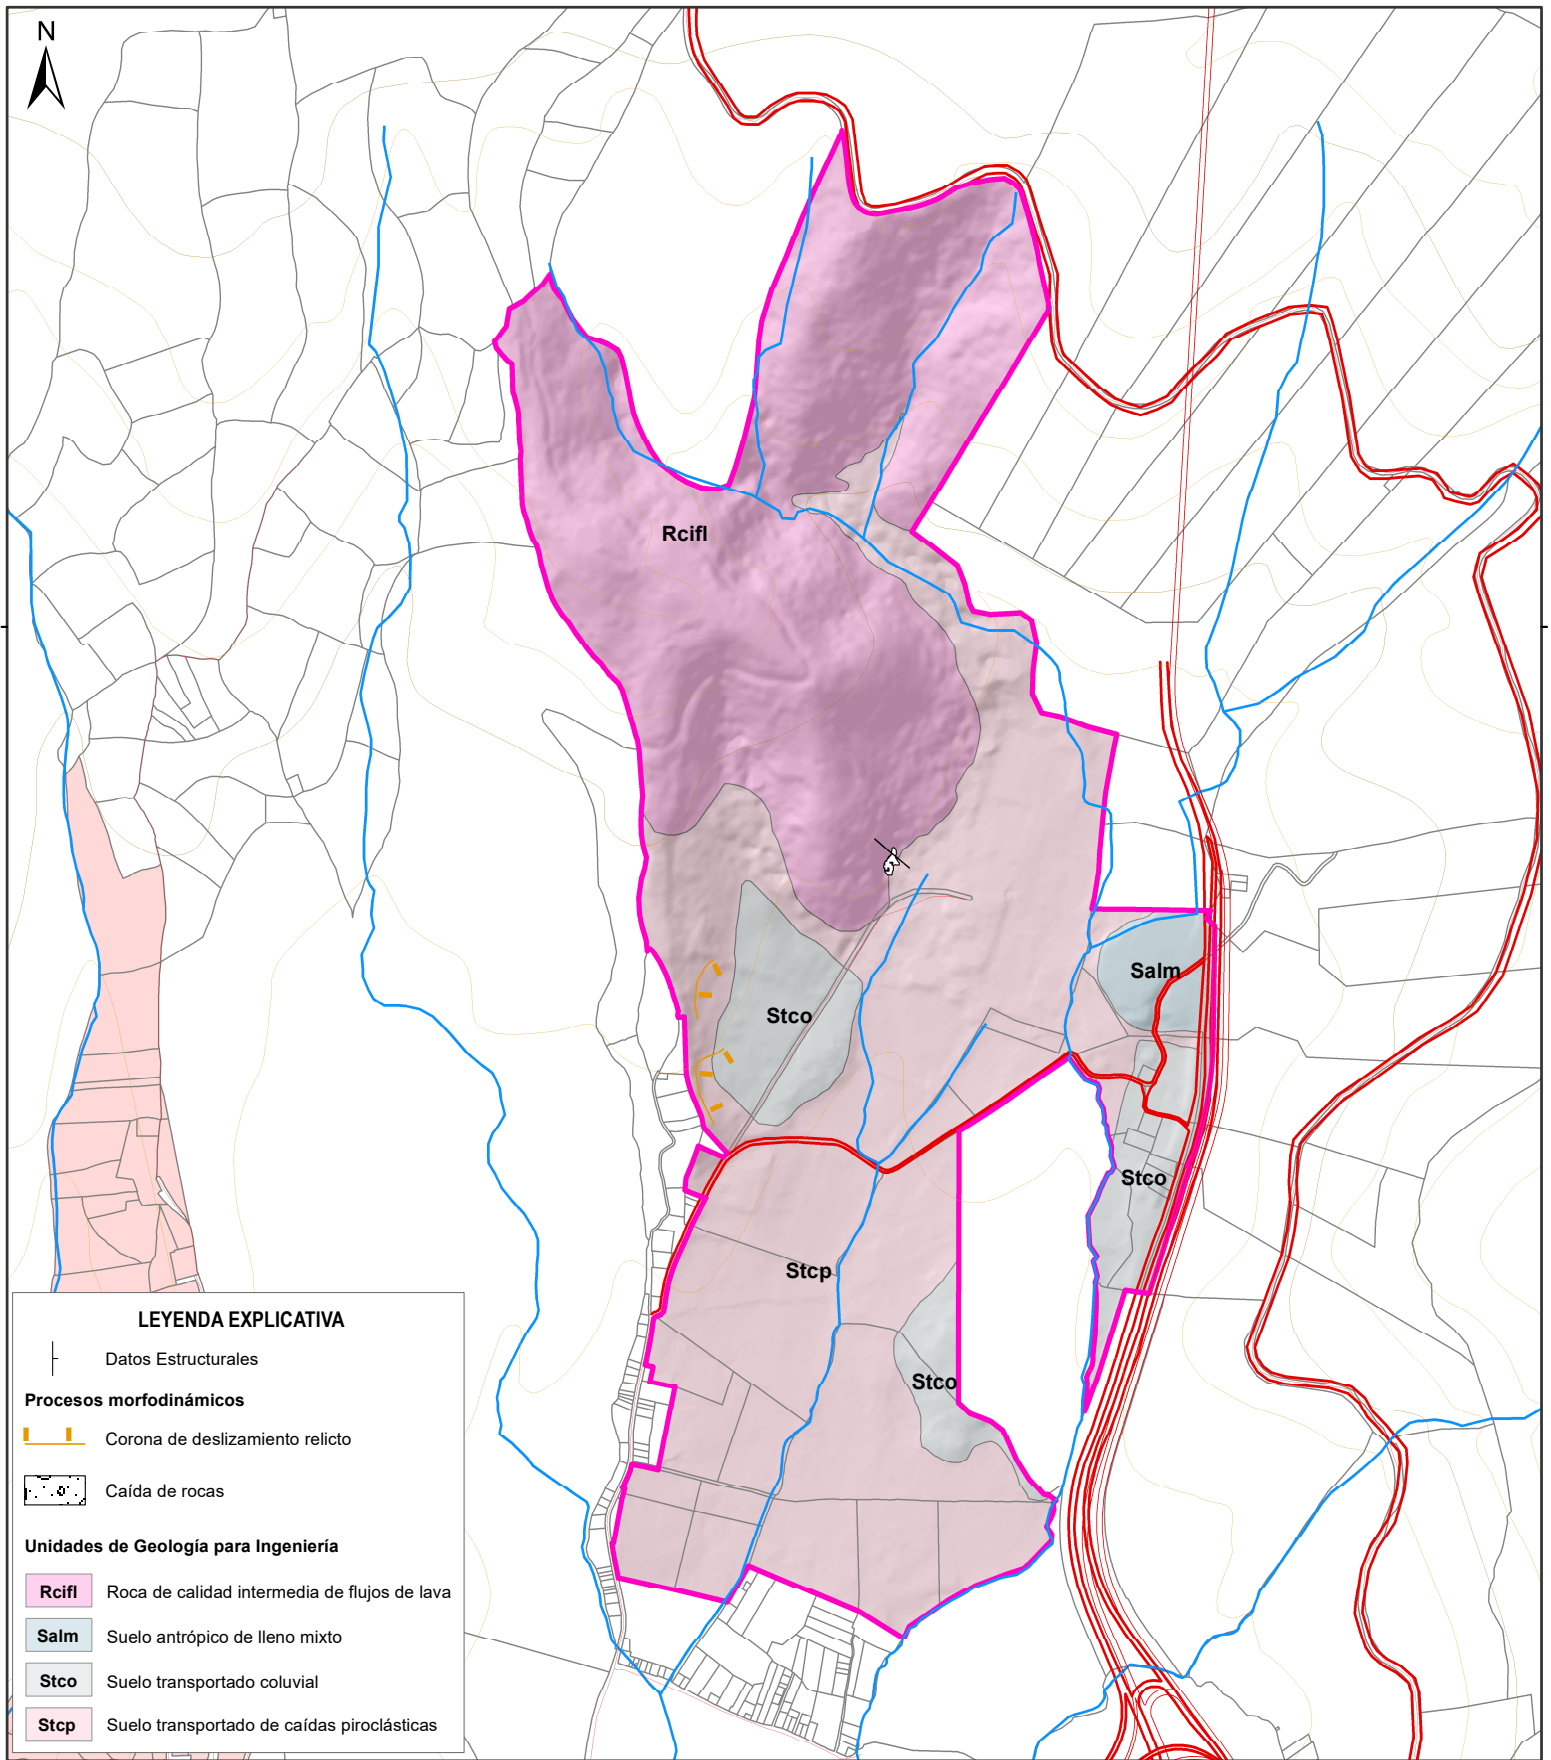 N
Rcifl
Salm
Stco
Stco
Stcp
Stco
LEYENDA EXPLICATIVA
Datos Estructurales
Procesos morfodinámicos
Corona de deslizamiento relicto
Caída de rocas
Unidades de Geología para Ingeniería
Rcifl Roca de calidad intermedia de flujos de lava
Salm Suelo antrópico de lleno mixto
Stco Suelo transportado coluvial
Stcp Suelo transportado de caídas piroclásticas